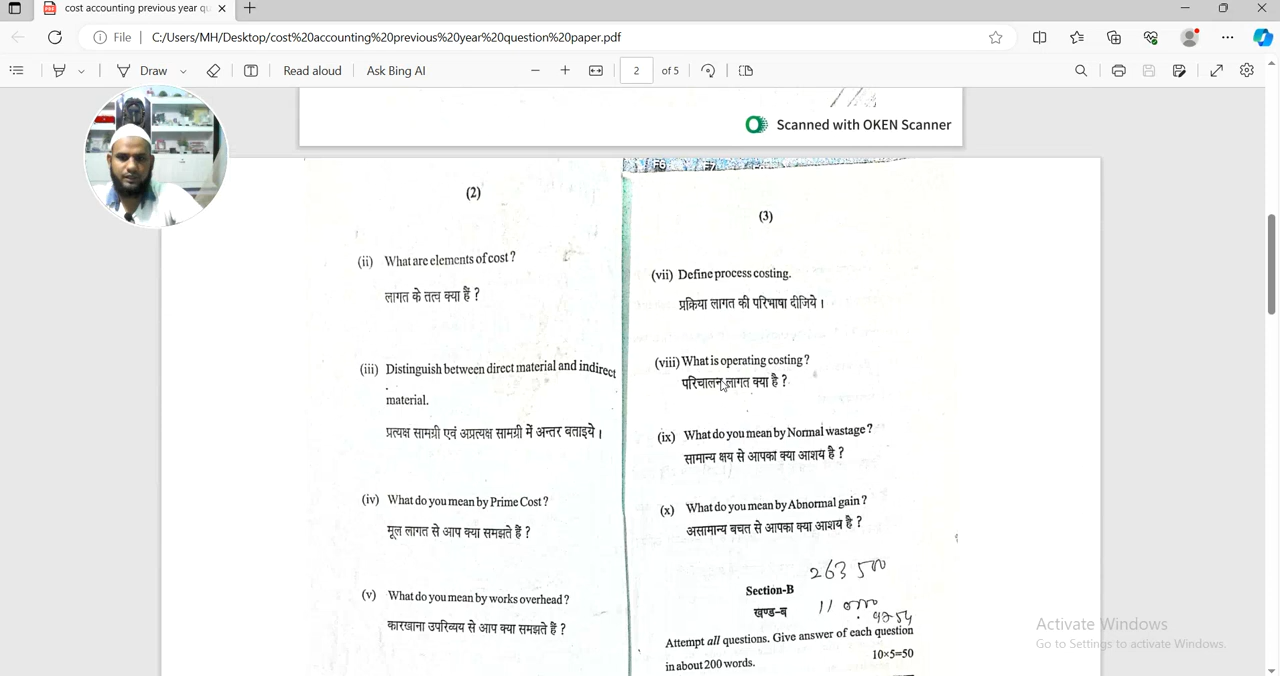 cost accounting previous year qu
File
C:/Users/MH/Desktop/cost%20accounting%20previous%20year%20question%20paper.pdf
Draw
Read aloud
Ask Bing AI
2
of 5
Scanned with OKEN Scanner
(2)
(ii) What are elements of cost ?
लागत के तत्व क्या हैं ?
(iii) Distinguish between direct material and indirect
material.
प्रत्यक्ष सामग्री एवं अप्रत्यक्ष सामग्री में अन्तर बताइये।
(iv) What do you mean by Prime Cost ?
मूल लागत से आप क्या समझते हैं ?
(v) What do you mean by works overhead ?
कारखाना उपरिव्यय से आप क्या समझते हैं ?
F6 F7
(3)
(vii) Define process costing.
प्रक्रिया लागत की परिभाषा दीजिये।
(viii) What is operating costing ?
परिचालन लागत क्या है ?
(ix) What do you mean by Normal wastage ?
सामान्य क्षय से आपका क्या आशय है ?
(x) What do you mean by Abnormal gain ?
असामान्य बचत से आपका क्या आशय है ?
263 500
Section-B
खण्ड-ब
Attempt all questions. Give answer of each question
in about 200 words.
10×5=50
Activate Windows
Go to Settings to activate Windows.